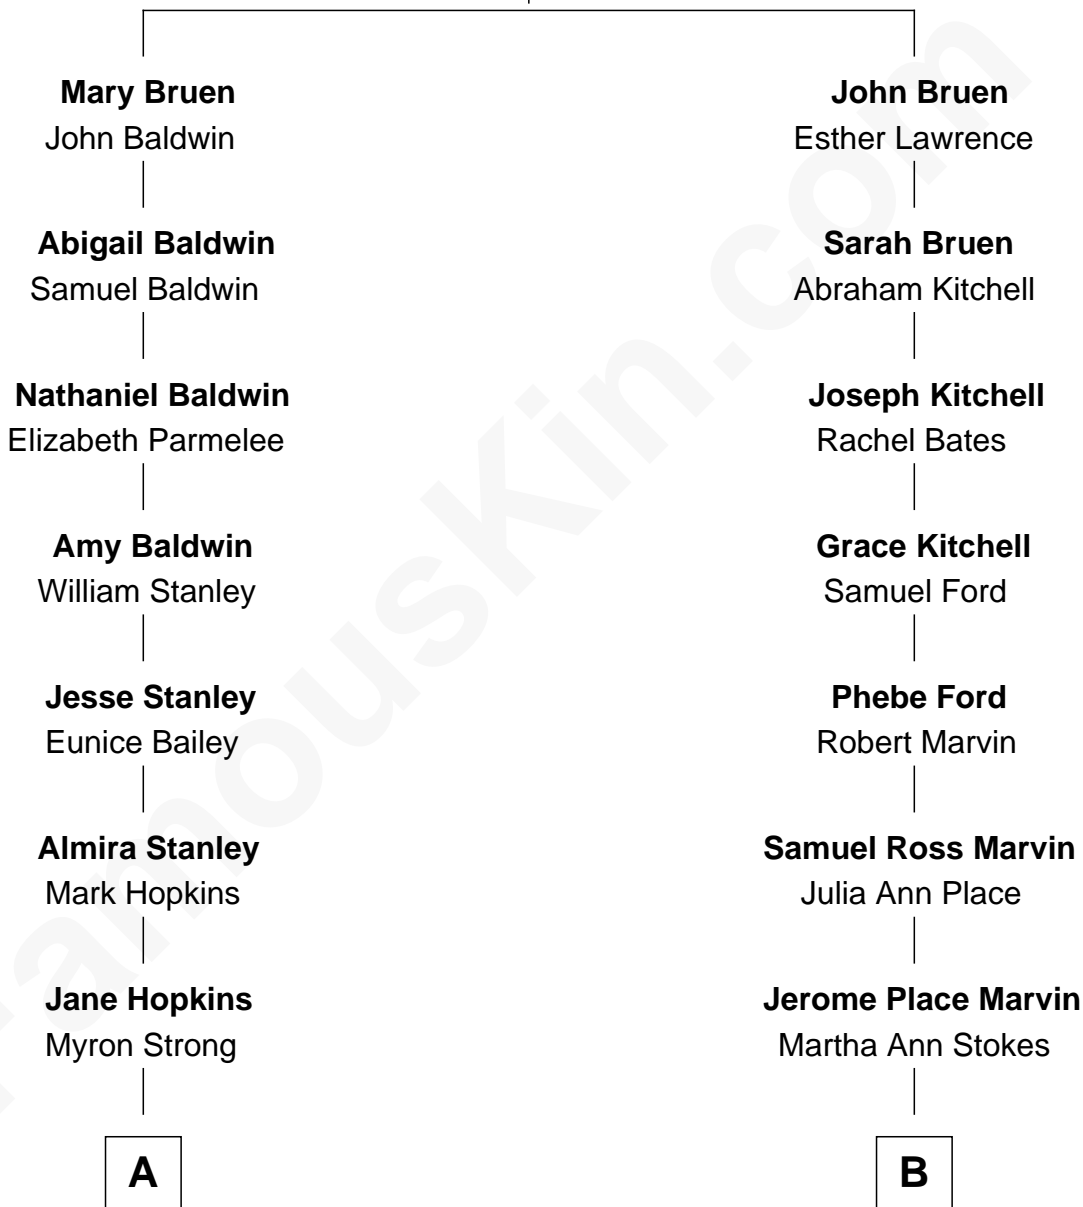 Mary Bruen
John Baldwin
Abigail Baldwin
Samuel Baldwin
Nathaniel Baldwin
Elizabeth Parmelee
Amy Baldwin
William Stanley
Jesse Stanley
Eunice Bailey
Almira Stanley
Mark Hopkins
Jane Hopkins
Myron Strong
A
John Bruen
Esther Lawrence
Sarah Bruen
Abraham Kitchell
Joseph Kitchell
Rachel Bates
Grace Kitchell
Samuel Ford
Phebe Ford
Robert Marvin
Samuel Ross Marvin
Julia Ann Place
Jerome Place Marvin
Martha Ann Stokes
B
FamousKin.com